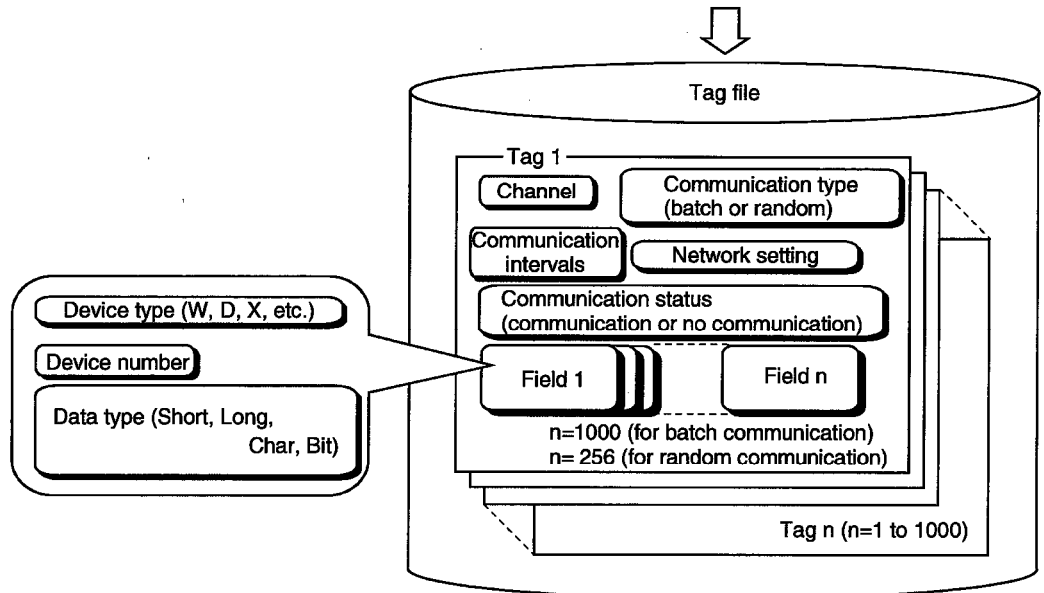 Tag file
Tag 1
Channel
Communication type
(batch or random)
Communication
intervals
Network setting
Communication status
(communication or no communication)
Field 1
Field n
n=1000 (for batch communication)
n= 256 (for random communication)
Tag n (n=1 to 1000)
Device type (W, D, X, etc.)
Device number
Data type (Short, Long,
Char, Bit)